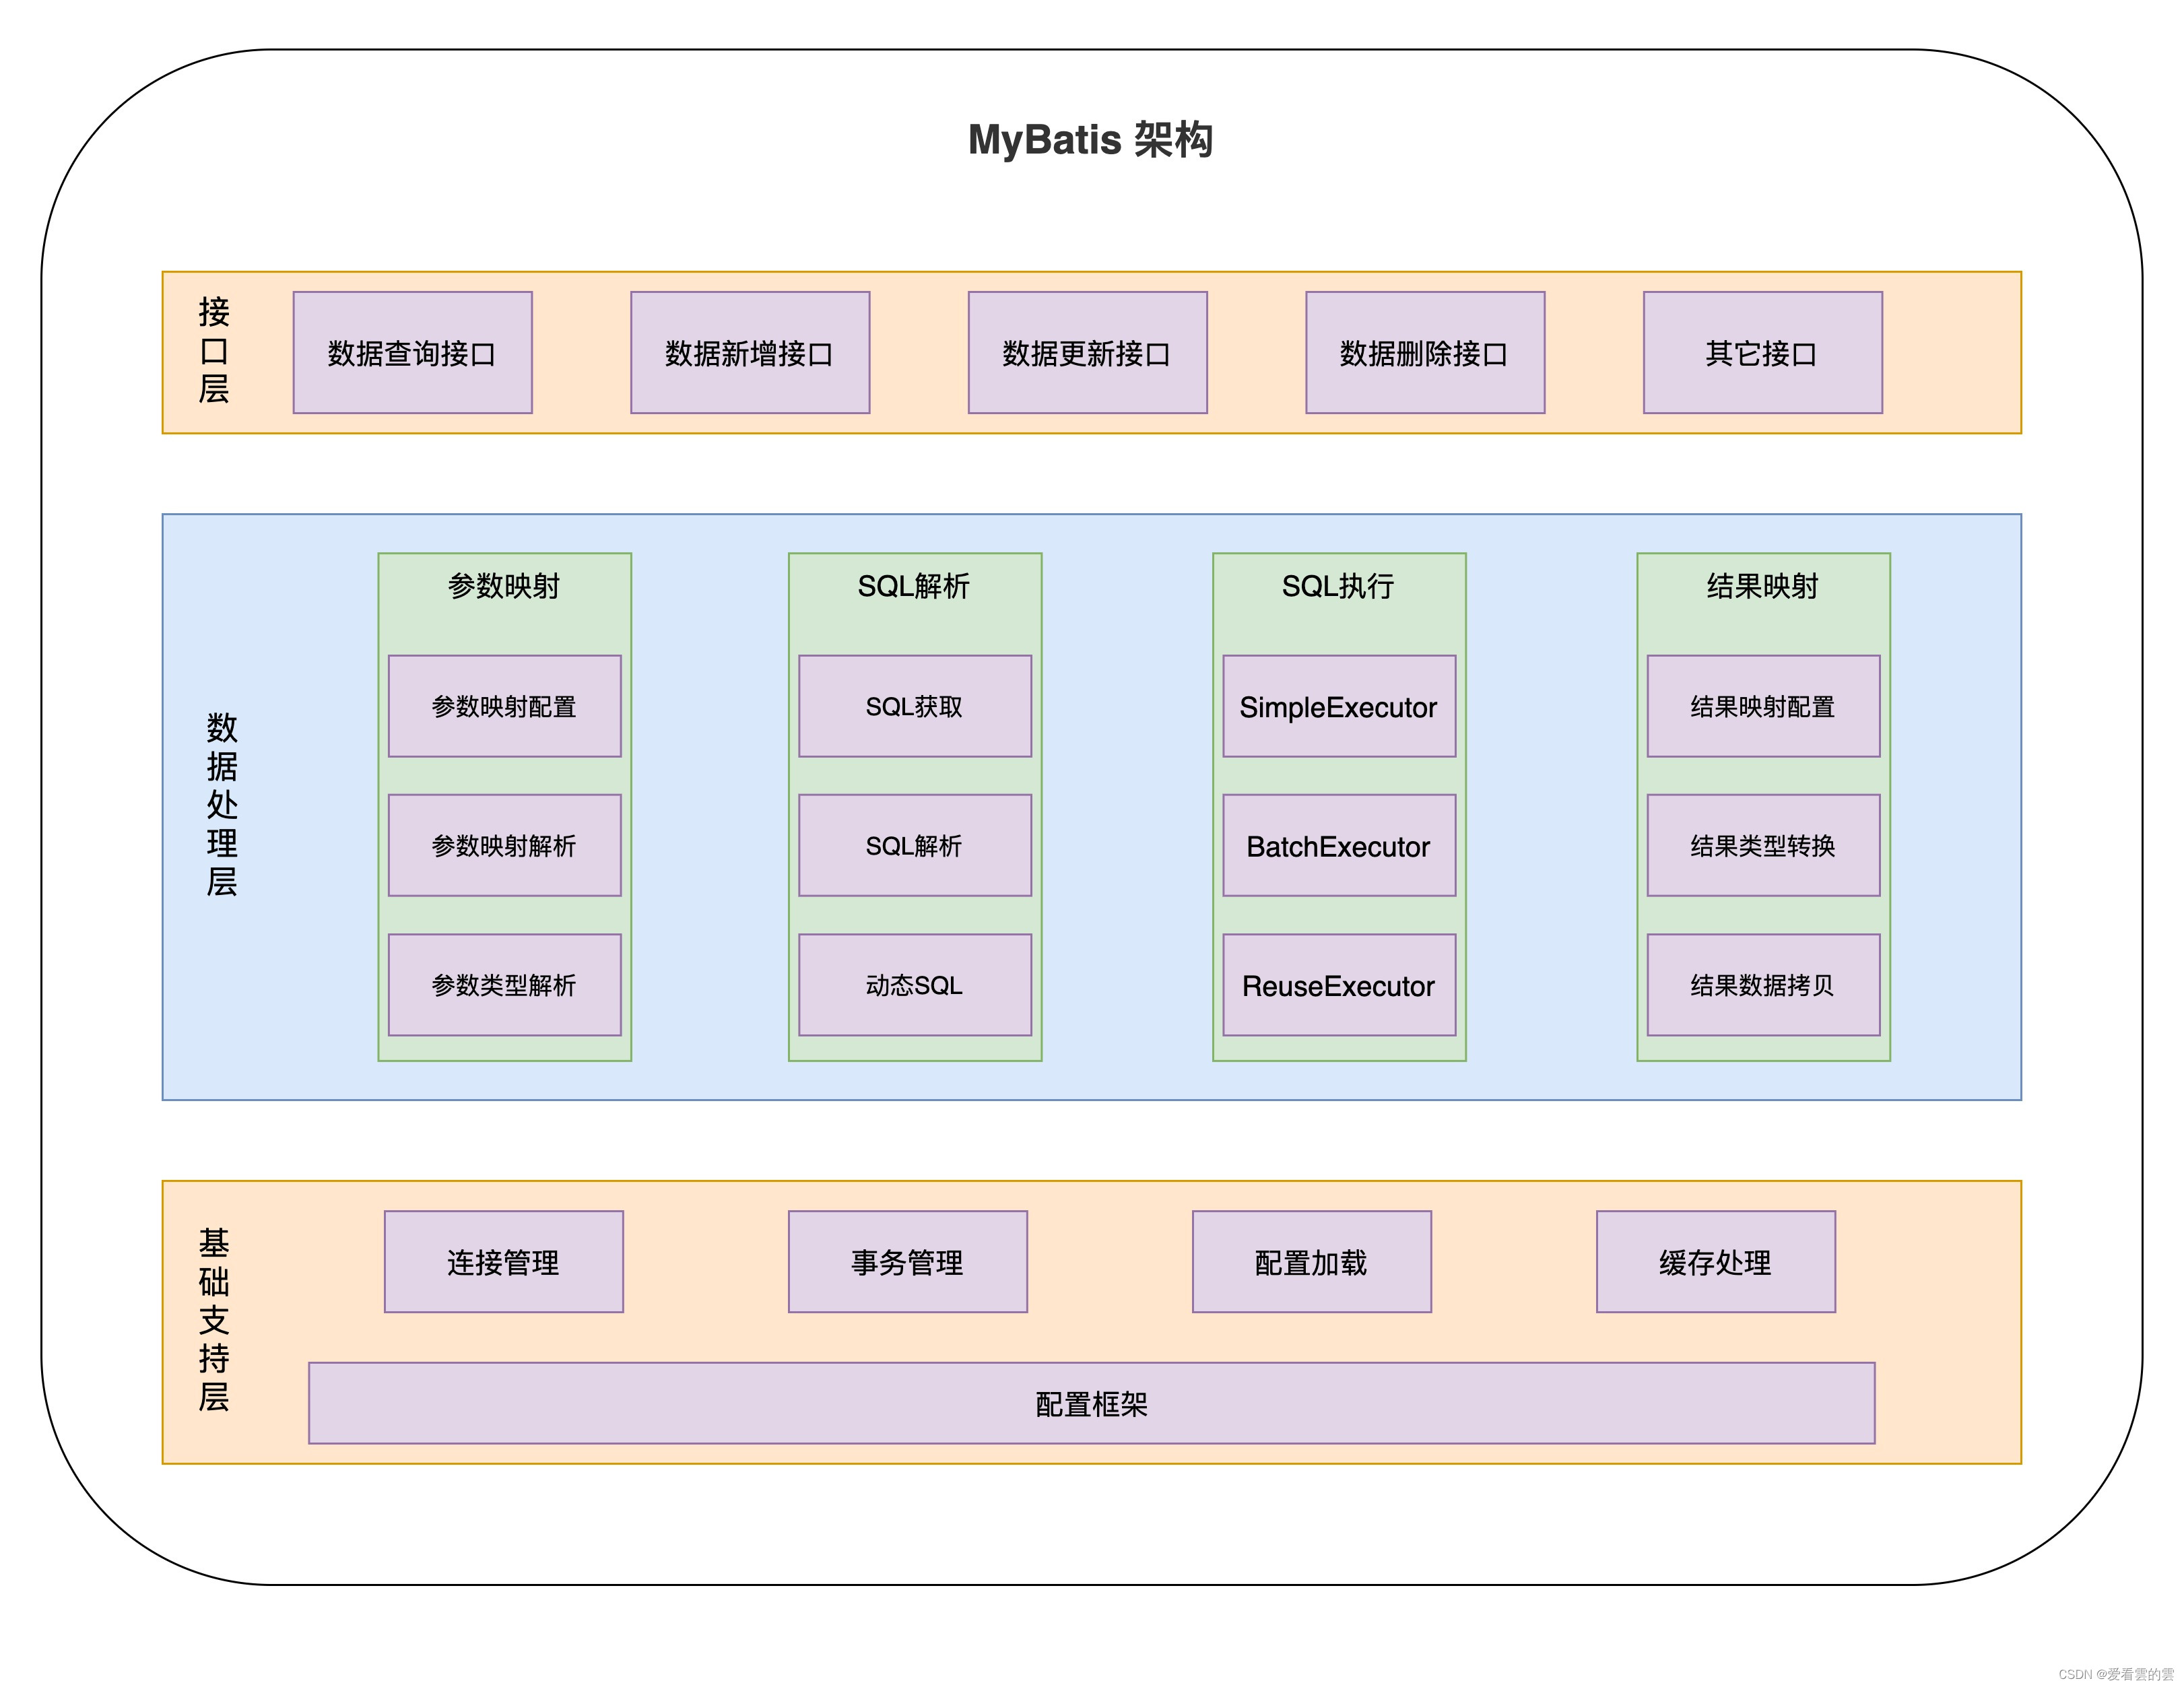 MyBatis 架构
接口层
数据查询接口
数据新增接口
数据更新接口
数据删除接口
其它接口
数据处理层
参数映射
参数映射配置
参数映射解析
参数类型解析
SQL解析
SQL获取
SQL解析
动态SQL
SQL执行
SimpleExecutor
BatchExecutor
ReuseExecutor
结果映射
结果映射配置
结果类型转换
结果数据拷贝
基础支持层
连接管理
事务管理
配置加载
缓存处理
配置框架
CSDN @爱看雲的雲